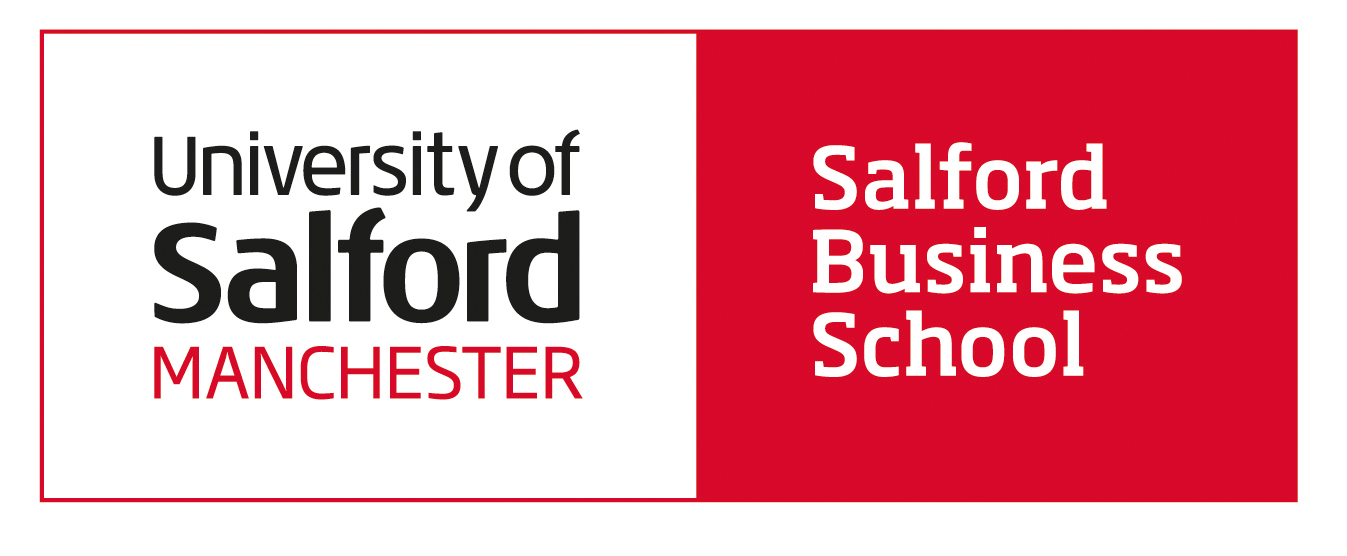 University of
Salford
MANCHESTER
Salford
Business
School